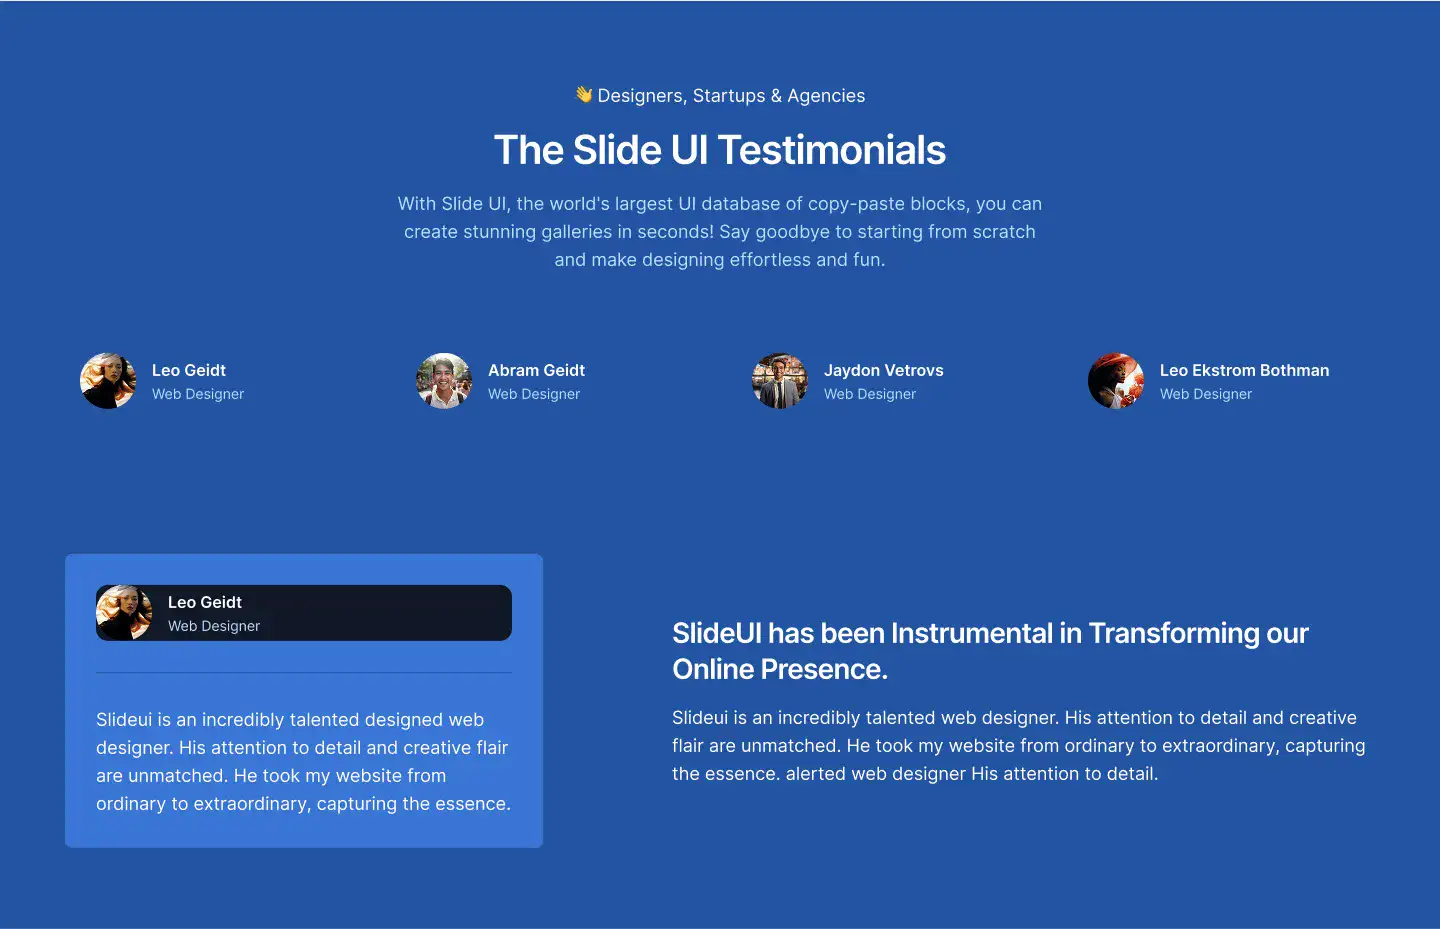 👋 Designers, Startups & Agencies
The Slide UI Testimonials
With Slide UI, the world's largest UI database of copy-paste blocks, you can
create stunning galleries in seconds! Say goodbye to starting from scratch
and make designing effortless and fun.
Leo Geidt
Web Designer
Abram Geidt
Web Designer
Jaydon Vetrovs
Web Designer
Leo Ekstrom Bothman
Web Designer
Leo Geidt
Web Designer
Slideui is an incredibly talented designed web
designer. His attention to detail and creative flair
are unmatched. He took my website from
ordinary to extraordinary, capturing the essence.
SlideUI has been Instrumental in Transforming our
Online Presence.
Slideui is an incredibly talented web designer. His attention to detail and creative
flair are unmatched. He took my website from ordinary to extraordinary, capturing
the essence. alerted web designer His attention to detail.